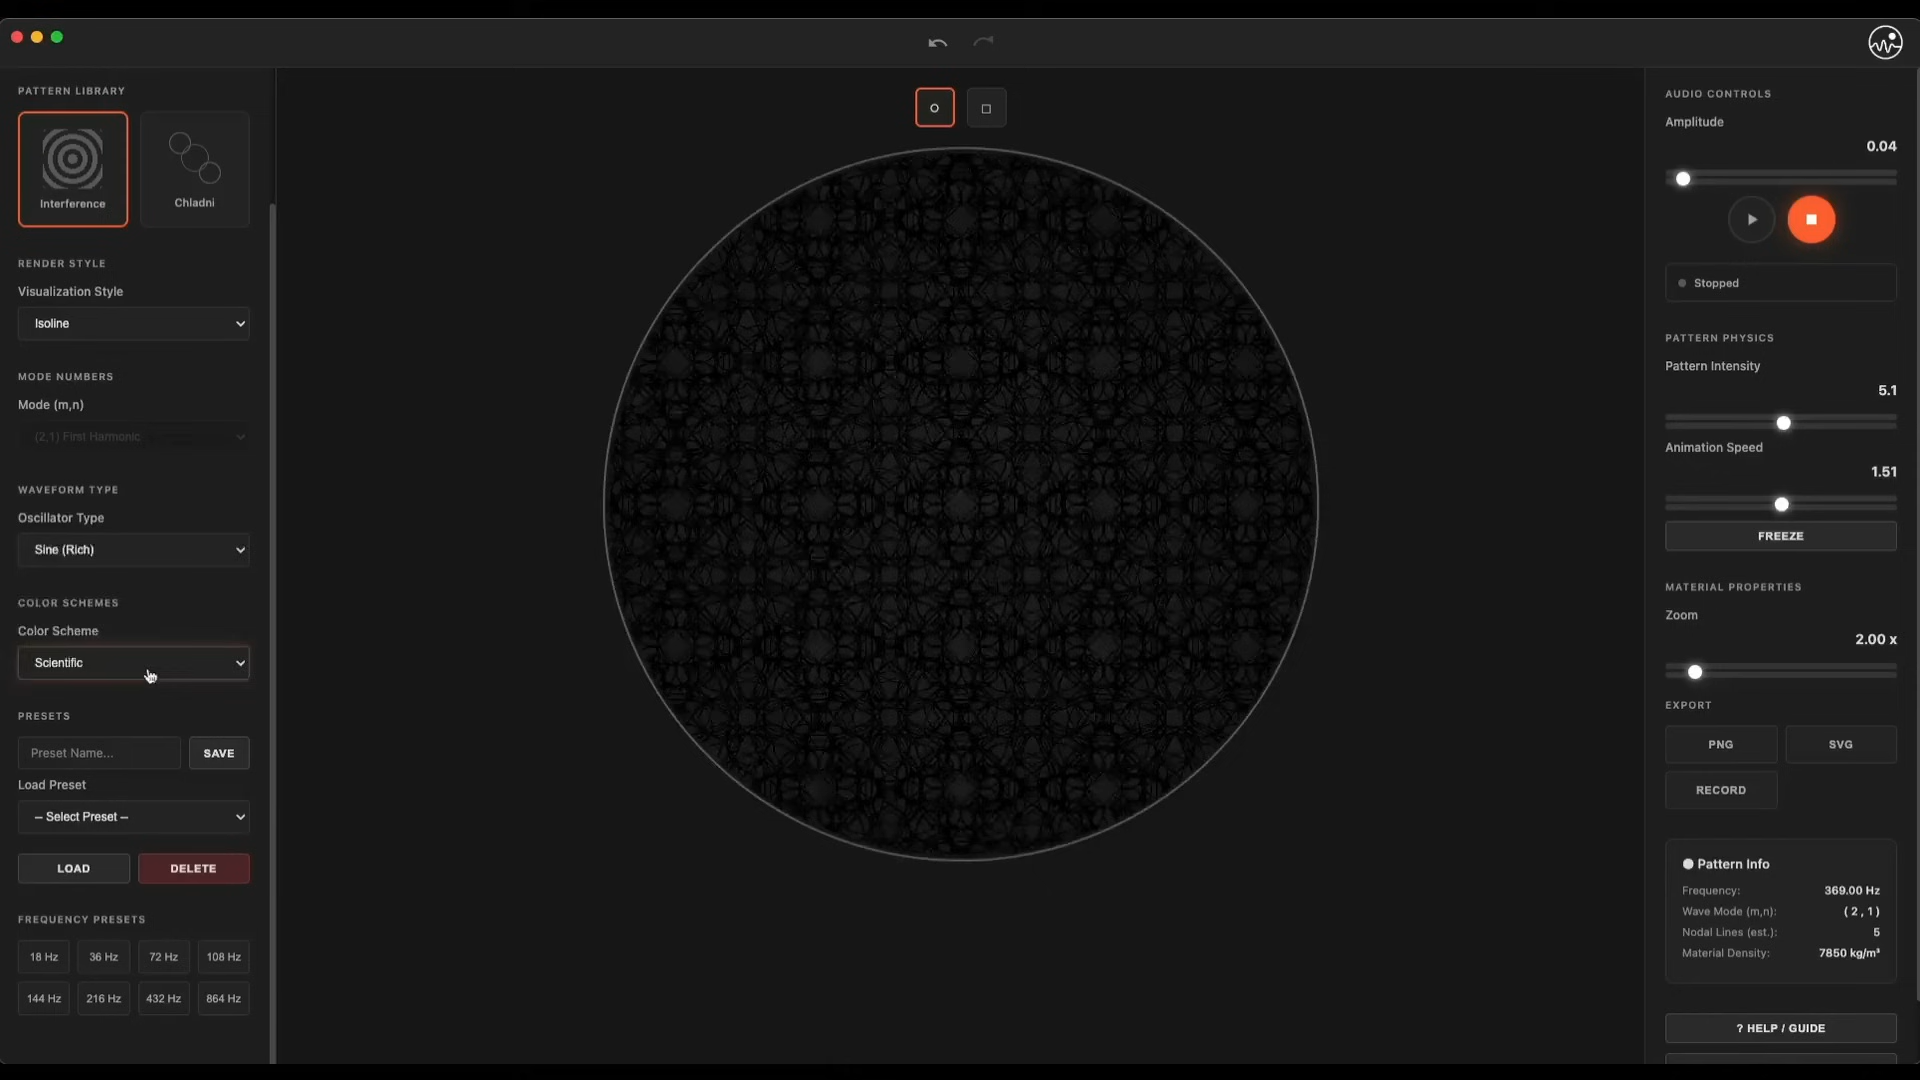 PATTERN LIBRARY
Interference
Chladni
RENDER STYLE
Visualization Style
Isoline
MODE NUMBERS
Mode (m,n)
(2,1) First Harmonic
WAVEFORM TYPE
Oscillator Type
Sine (Rich)
COLOR SCHEMES
Color Scheme
Scientific
PRESETS
Preset Name...
SAVE
Load Preset
-- Select Preset --
LOAD
DELETE
FREQUENCY PRESETS
18 Hz
36 Hz
72 Hz
108 Hz
144 Hz
216 Hz
432 Hz
864 Hz
AUDIO CONTROLS
Amplitude
0.04
Stopped
PATTERN PHYSICS
Pattern Intensity
5.1
Animation Speed
1.51
FREEZE
MATERIAL PROPERTIES
Zoom
2.00 x
EXPORT
PNG
SVG
RECORD
Pattern Info
Frequency: 369.00 Hz
Wave Mode (m,n): ( 2 , 1 )
Nodal Lines (est.): 5
Material Density: 7850 kg/m³
? HELP / GUIDE